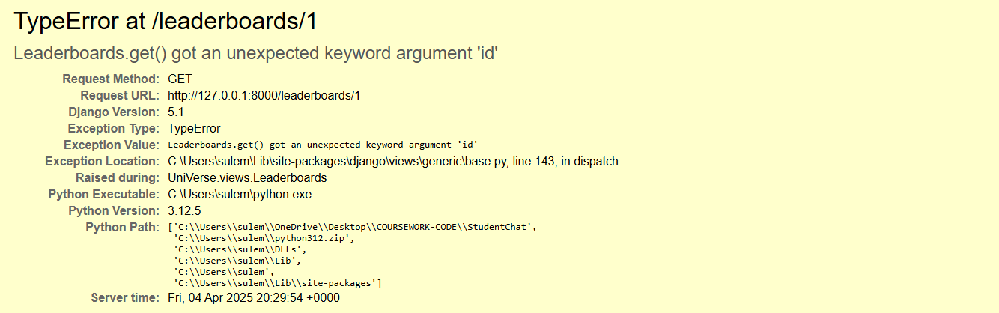 TypeError at /leaderboards/1
Leaderboards.get() got an unexpected keyword argument 'id'
Request Method: GET
Request URL: http://127.0.0.1:8000/leaderboards/1
Django Version: 5.1
Exception Type: TypeError
Exception Value: Leaderboards.get() got an unexpected keyword argument 'id'
Exception Location: C:\Users\sulem\Lib\site-packages\django\views\generic\base.py, line 143, in dispatch
Raised during: UniVerse.views.Leaderboards
Python Executable: C:\Users\sulem\python.exe
Python Version: 3.12.5
Python Path: ['C:\\Users\\sulem\\OneDrive\\Desktop\\COURSEWORK-CODE\\StudentChat',
'C:\\Users\\sulem\\python312.zip',
'C:\\Users\\sulem\\DLLs',
'C:\\Users\\sulem\\Lib',
'C:\\Users\\sulem',
'C:\\Users\\sulem\\Lib\\site-packages']
Server time: Fri, 04 Apr 2025 20:29:54 +0000